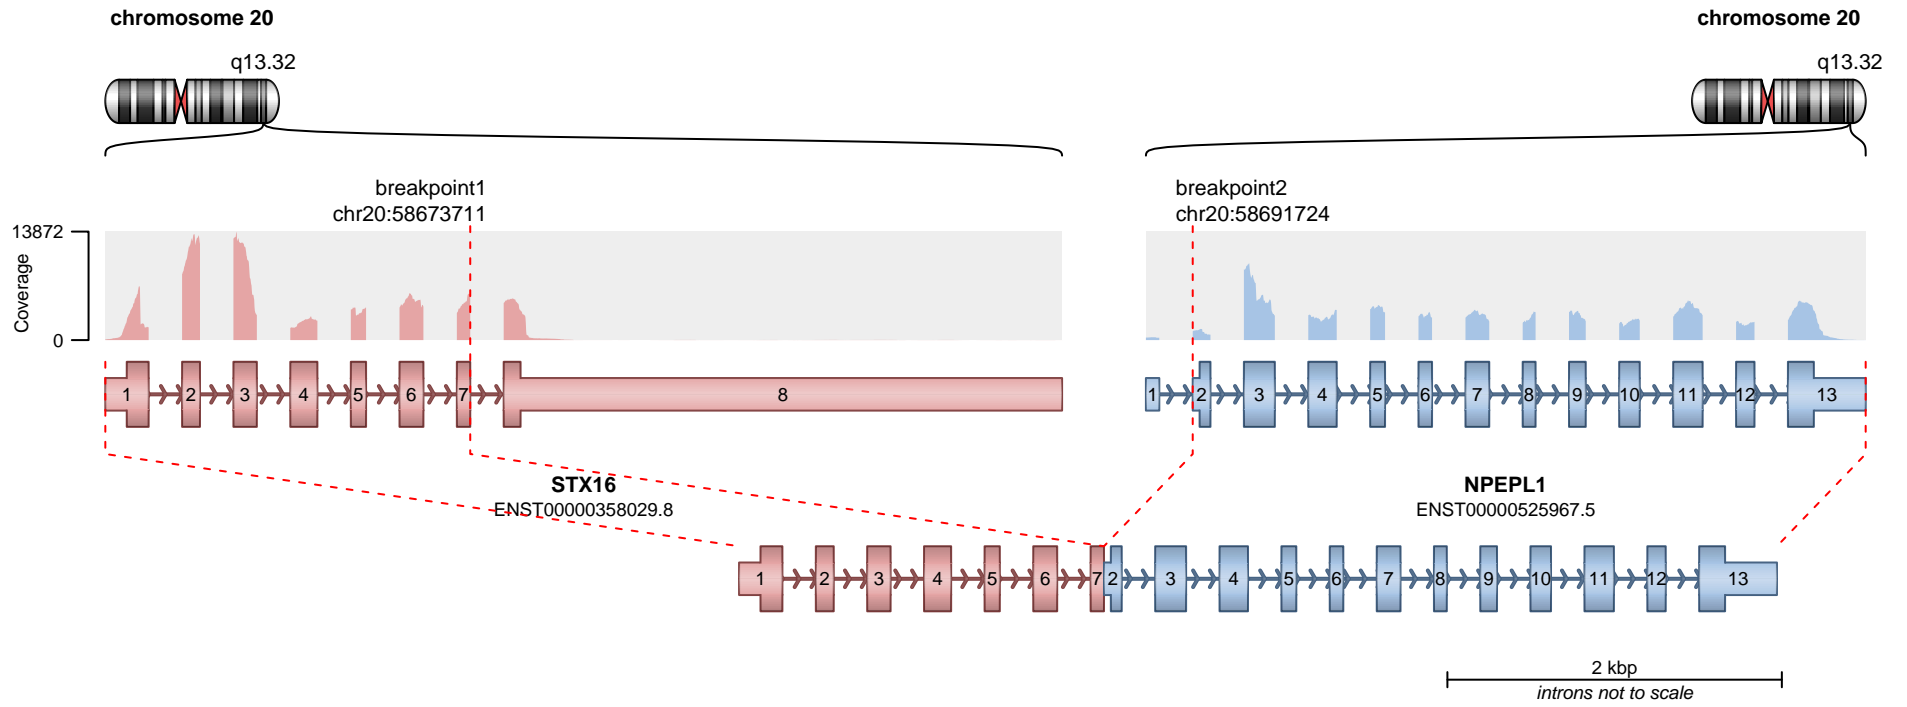 chromosome 20
chromosome 20
q13.32
q13.32
breakpoint1
chr20:58673711
breakpoint2
chr20:58691724
13872
Coverage
0
1 2 3 4 5 6 7 8
1 2 3 4 5 6 7 8 9 10 11 12 13
STX16
ENST00000358029.8
NPEPL1
ENST00000525967.5
1 2 3 4 5 6 7 2 3 4 5 6 7 8 9 10 11 12 13
2 kbp
introns not to scale